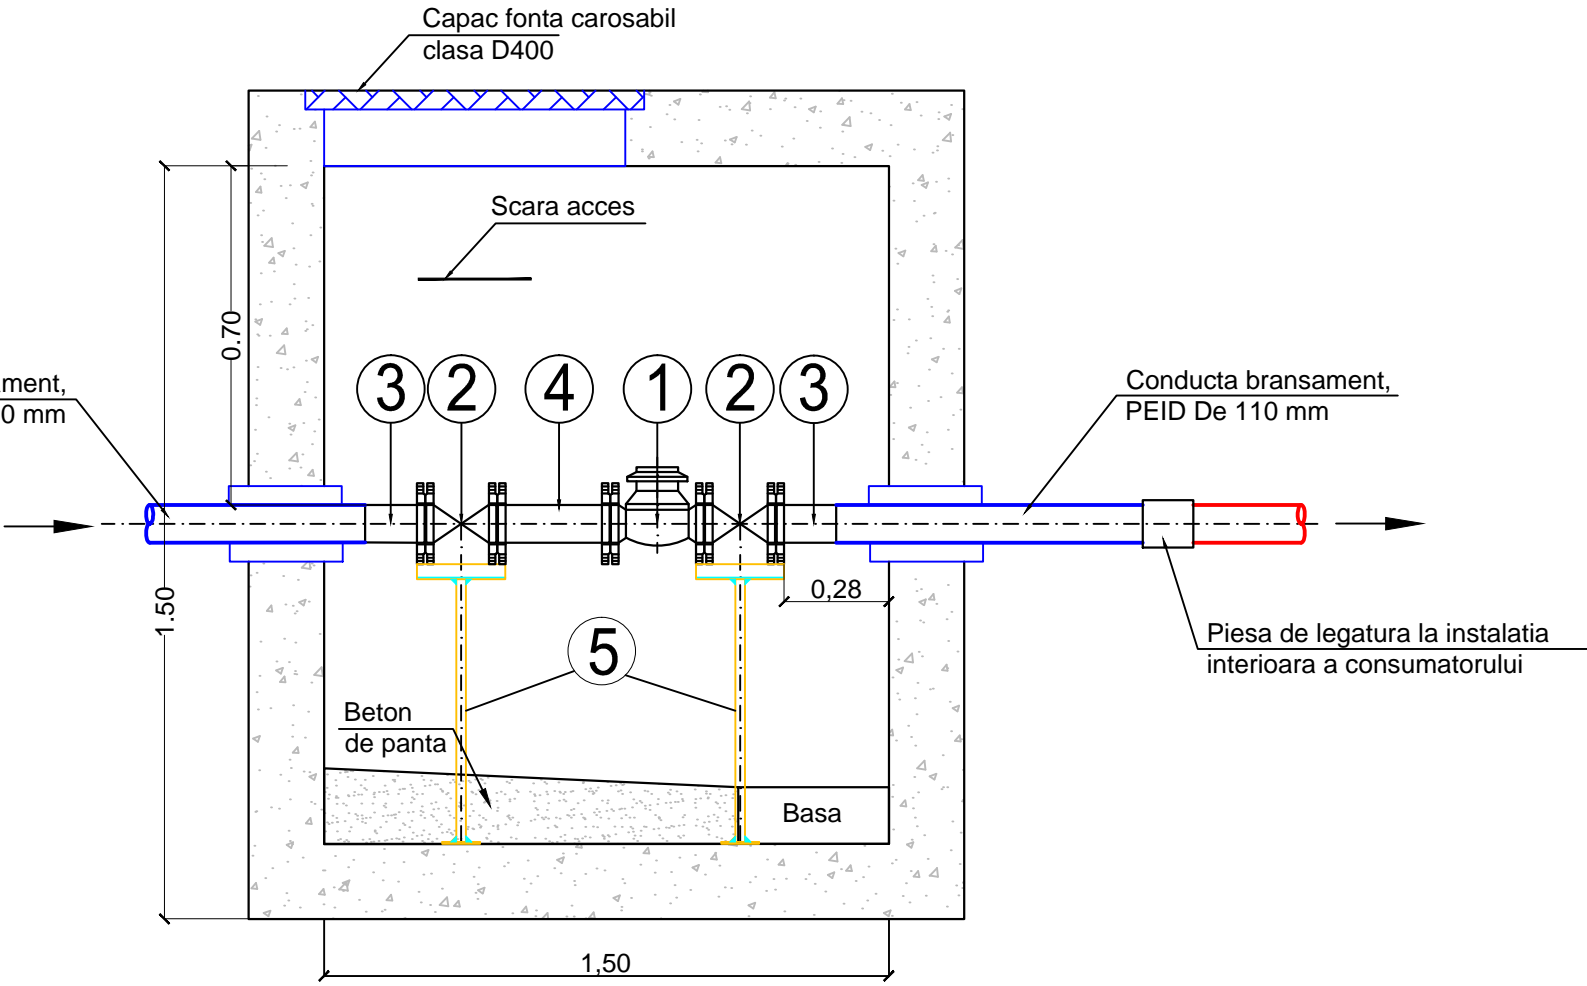 Capac fonta carosabil
clasa D400
Scara acces
0.70
3 2 4 1 2 3
0 mm
Conducta bransament,
PEID De 110 mm
1.50
0,28
5
Piesa de legatura la instalatia
interioara a consumatorului
Beton
de panta
Basa
1,50